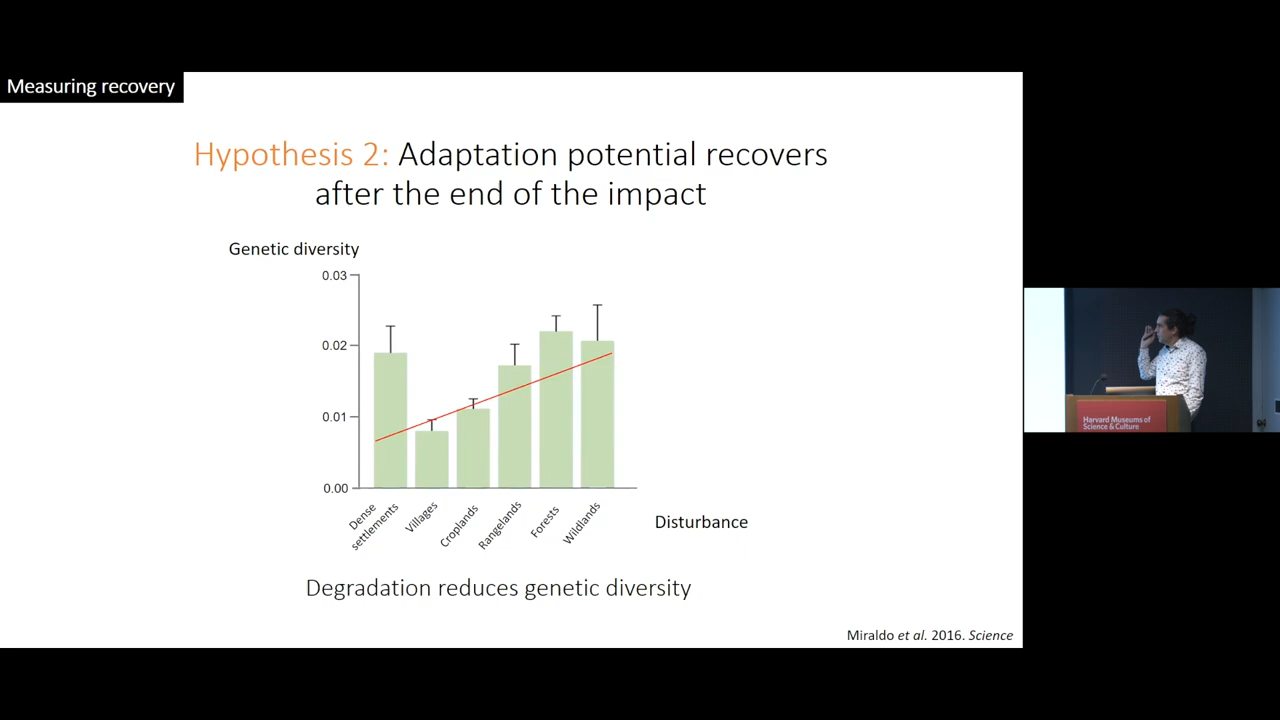 Measuring recovery
Hypothesis 2: Adaptation potential recovers
after the end of the impact
Genetic diversity
0.03
0.02
0.01
0.00
Dense
settlements
Villages
Croplands
Rangelands
Forests
Wildlands
Disturbance
Degradation reduces genetic diversity
Miraldo et al. 2016. Science
Harvard Museums of
Science & Culture